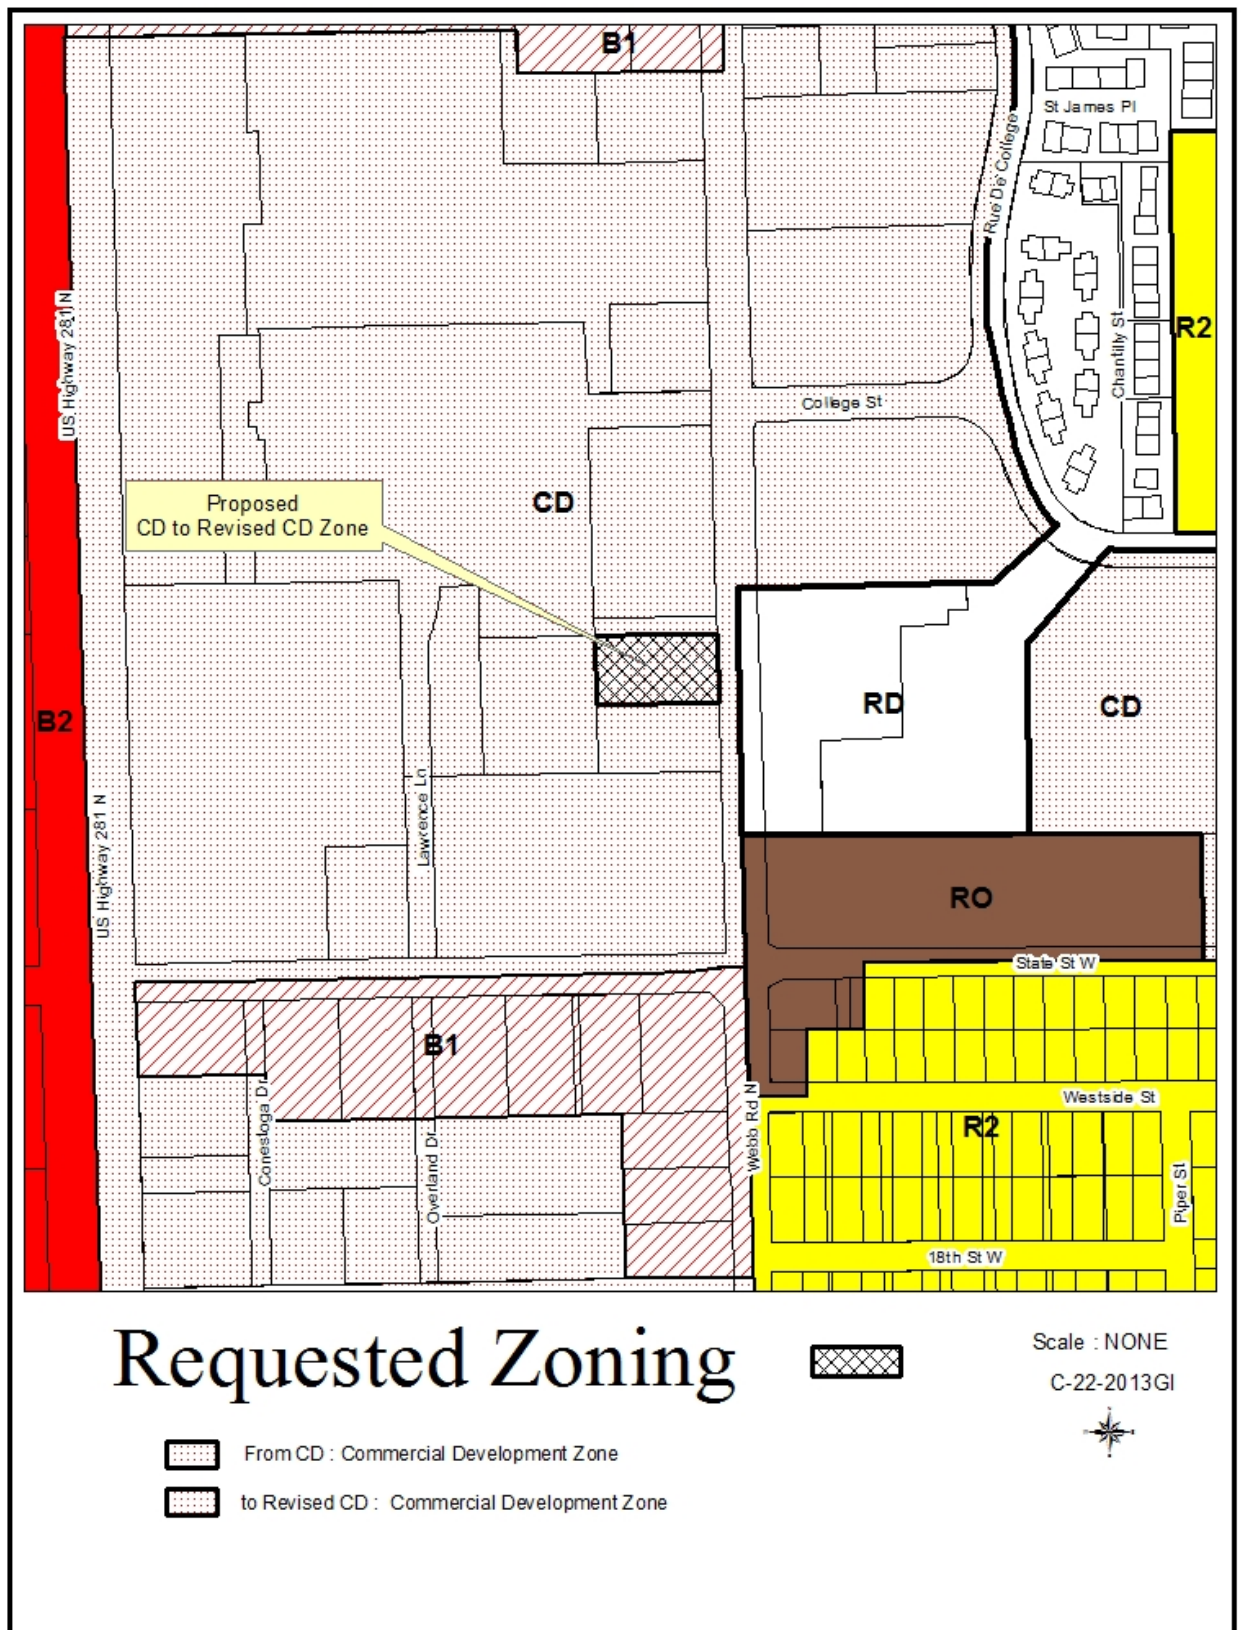 B1
St James Pl
Rue De College
US Highway 281 N
Chantilly St
R2
College St
Proposed
CD to Revised CD Zone
CD
B2
RD
CD
Lawrence Ln
US Highway 281 N
RO
State St W
B1
Conestoga Dr
Overland Dr
Webb Rd N
Westside St
R2
Piper St
18th St W
Requested Zoning
Scale : NONE
C-22-2013GI
From CD : Commercial Development Zone
to Revised CD : Commercial Development Zone